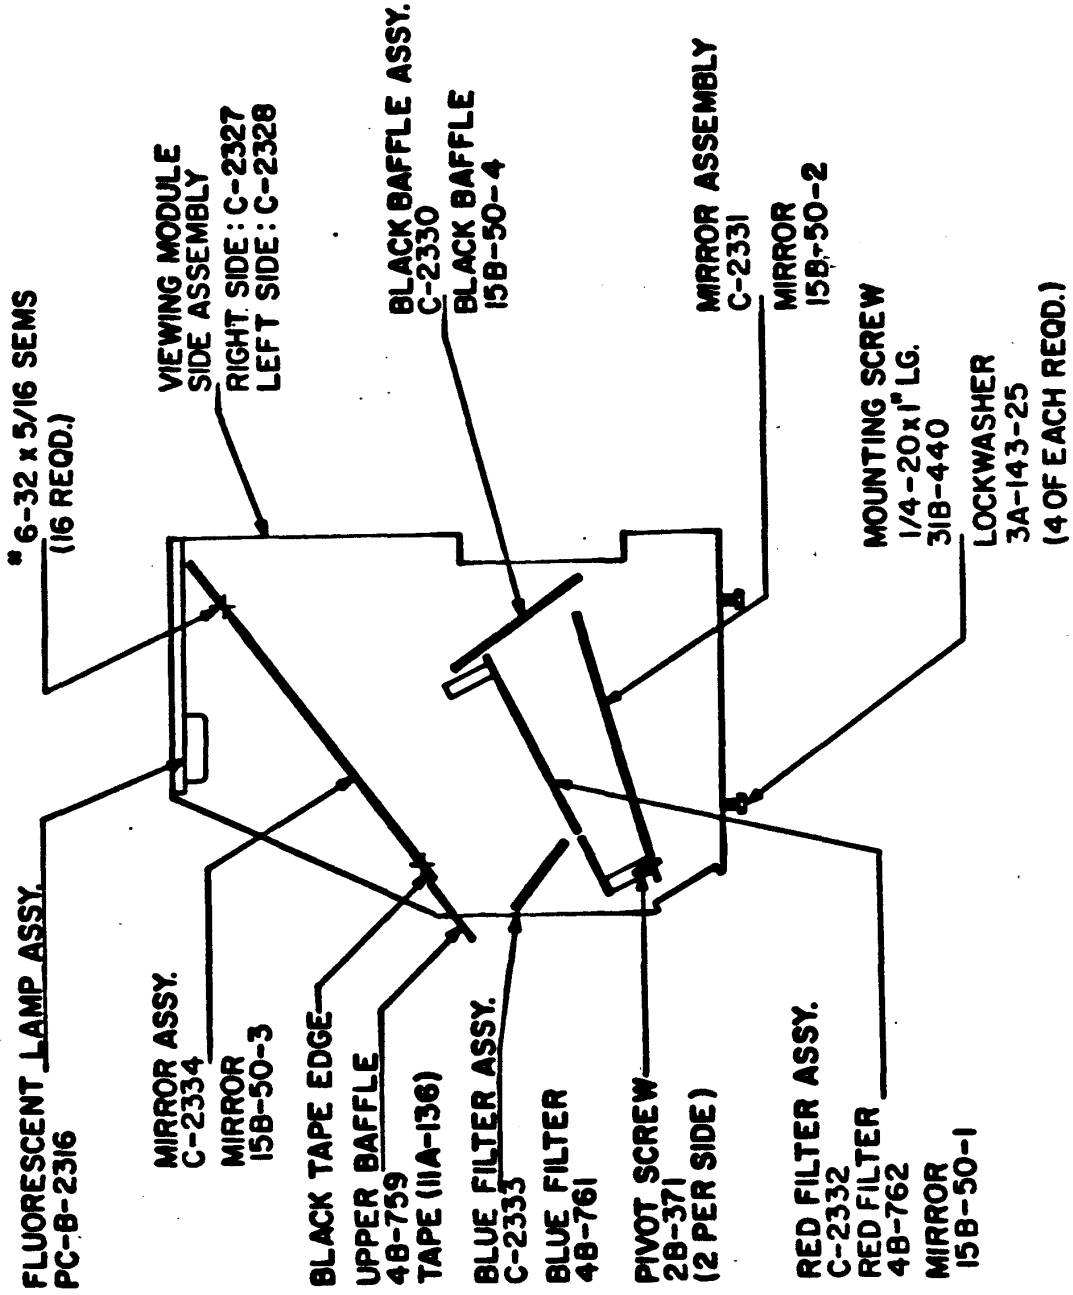 FLUORESCENT LAMP ASSY.
PC-B-2316
MIRROR ASSY.
C-2334
MIRROR
15B-50-3
BLACK TAPE EDGE
UPPER BAFFLE
4B-759
TAPE (11A-136)
BLUE FILTER ASSY.
C-2333
BLUE FILTER
4B-761
PIVOT SCREW
2B-371
(2 PER SIDE)
RED FILTER ASSY.
C-2332
RED FILTER
4B-762
MIRROR
15B-50-1
6-32 x 5/16 SEMS
(16 REQD.)
VIEWING MODULE
SIDE ASSEMBLY
RIGHT SIDE: C-2327
LEFT SIDE: C-2328
BLACK BAFFLE ASSY.
C-2330
BLACK BAFFLE
15B-50-4
MIRROR ASSEMBLY
C-2331
MIRROR
15B-50-2
MOUNTING SCREW
1/4-20x1" LG.
31B-440
LOCKWASHER
3A-143-25
(4 OF EACH REQD.)